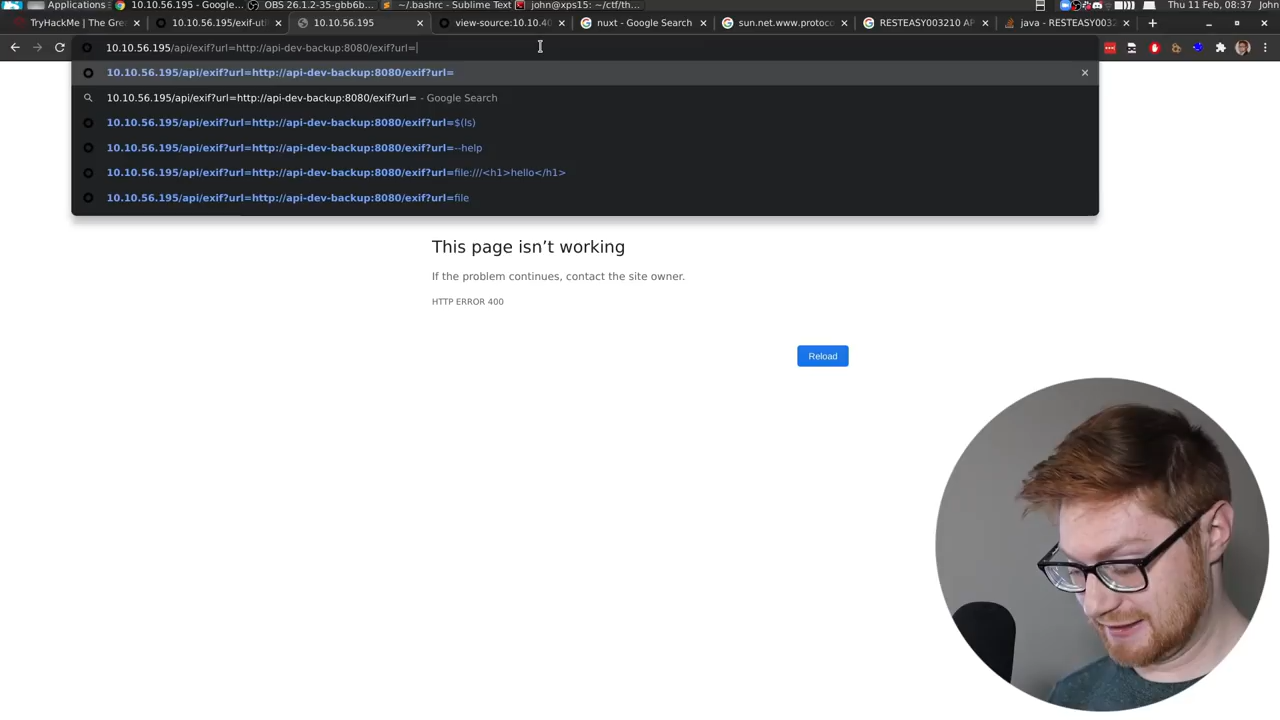 Applications
10.10.56.195 - Google...
OBS 26.1.2-35-gbb6b...
~/.bashrc - Sublime Text
john@xps15: ~/ctf/th...
Thu 11 Feb, 08:37 John
TryHackMe | The Gre
10.10.56.195/exif-utl
10.10.56.195
view-source:10.10.40
nuxt - Google Search
sun.net.www.protoco
RESTEASY003210 AP
java - RESTEASY0032
10.10.56.195/api/exif?url=http://api-dev-backup:8080/exif?url=
10.10.56.195/api/exif?url=http://api-dev-backup:8080/exif?url=
10.10.56.195/api/exif?url=http://api-dev-backup:8080/exif?url= - Google Search
10.10.56.195/api/exif?url=http://api-dev-backup:8080/exif?url=$(ls)
10.10.56.195/api/exif?url=http://api-dev-backup:8080/exif?url=--help
10.10.56.195/api/exif?url=http://api-dev-backup:8080/exif?url=file:///<h1>hello</h1>
10.10.56.195/api/exif?url=http://api-dev-backup:8080/exif?url=file
This page isn’t working
If the problem continues, contact the site owner.
HTTP ERROR 400
Reload